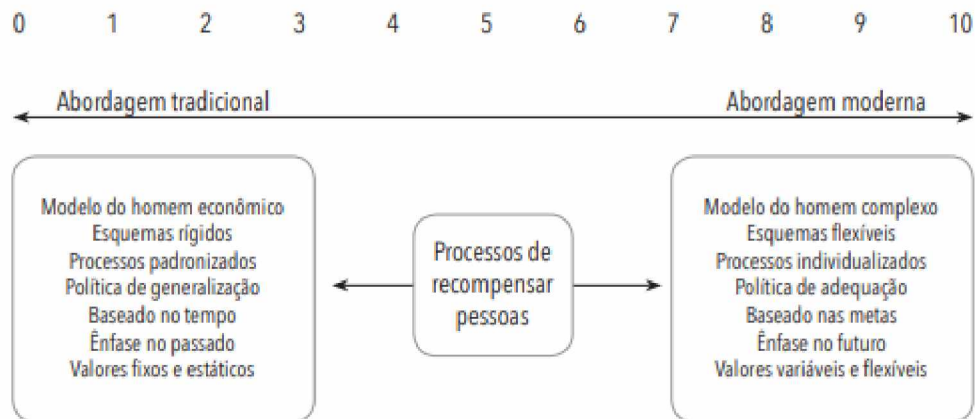 0 1 2 3 4 5 6 7 8 9 10
Abordagem tradicional
Abordagem moderna
Modelo do homem econômico
Esquemas rígidos
Processos padronizados
Política de generalização
Baseado no tempo
Ênfase no passado
Valores fixos e estáticos
Processos de
recompensar
pessoas
Modelo do homem complexo
Esquemas flexíveis
Processos individualizados
Política de adequação
Baseado nas metas
Ênfase no futuro
Valores variáveis e flexíveis